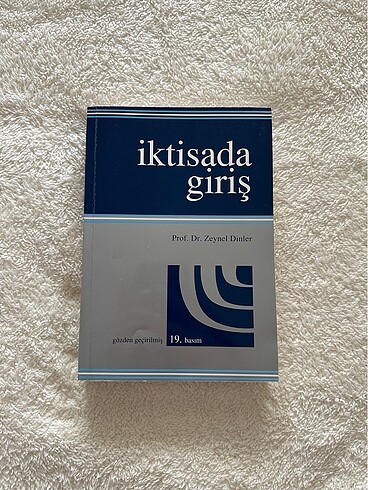 iktisada
giriş
Prof. Dr. Zeynel Dinler
gözden geçirilmiş 19. basım